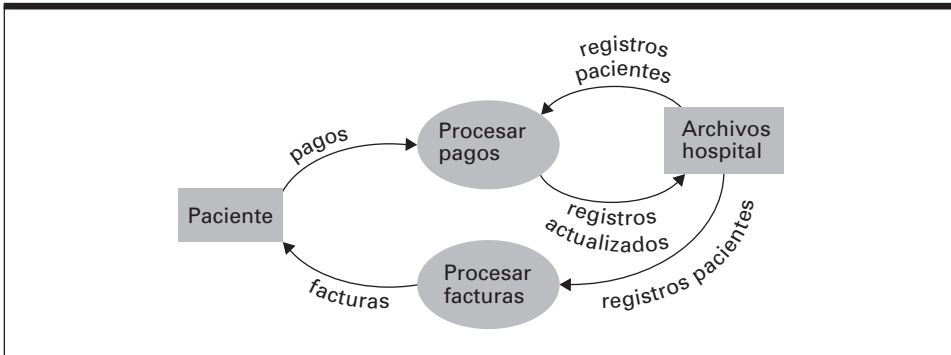 registros
pacientes
pagos
Procesar
pagos
Archivos
hospital
Paciente
registros
actualizados
registros pacientes
Procesar
facturas
facturas